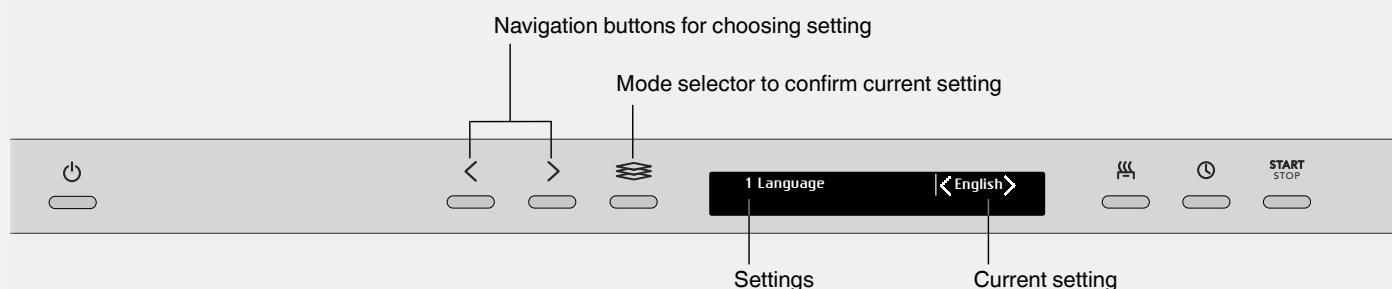 Navigation buttons for choosing setting
Mode selector to confirm current setting
1 Language
English
START
STOP
Settings
Current setting